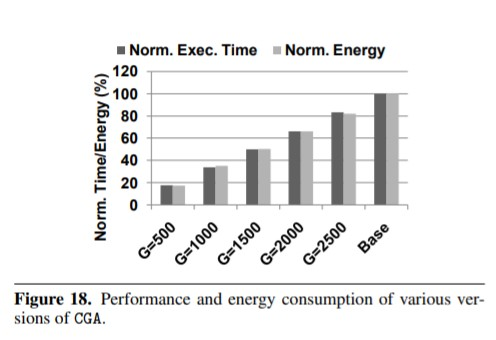 Norm. Exec. Time Norm. Energy
Norm. Time/Energy (%)
120
100
80
60
40
20
0
G=500 G=1000 G=1500 G=2000 G=2500 Base
Figure 18. Performance and energy consumption of various ver-
sions of CGA.